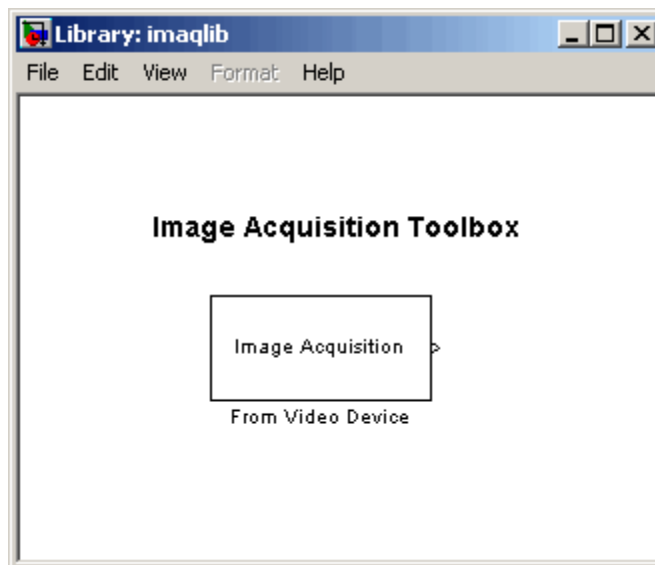 Library: imaqlib
File Edit View Format Help
Image Acquisition Toolbox
Image Acquisition
From Video Device